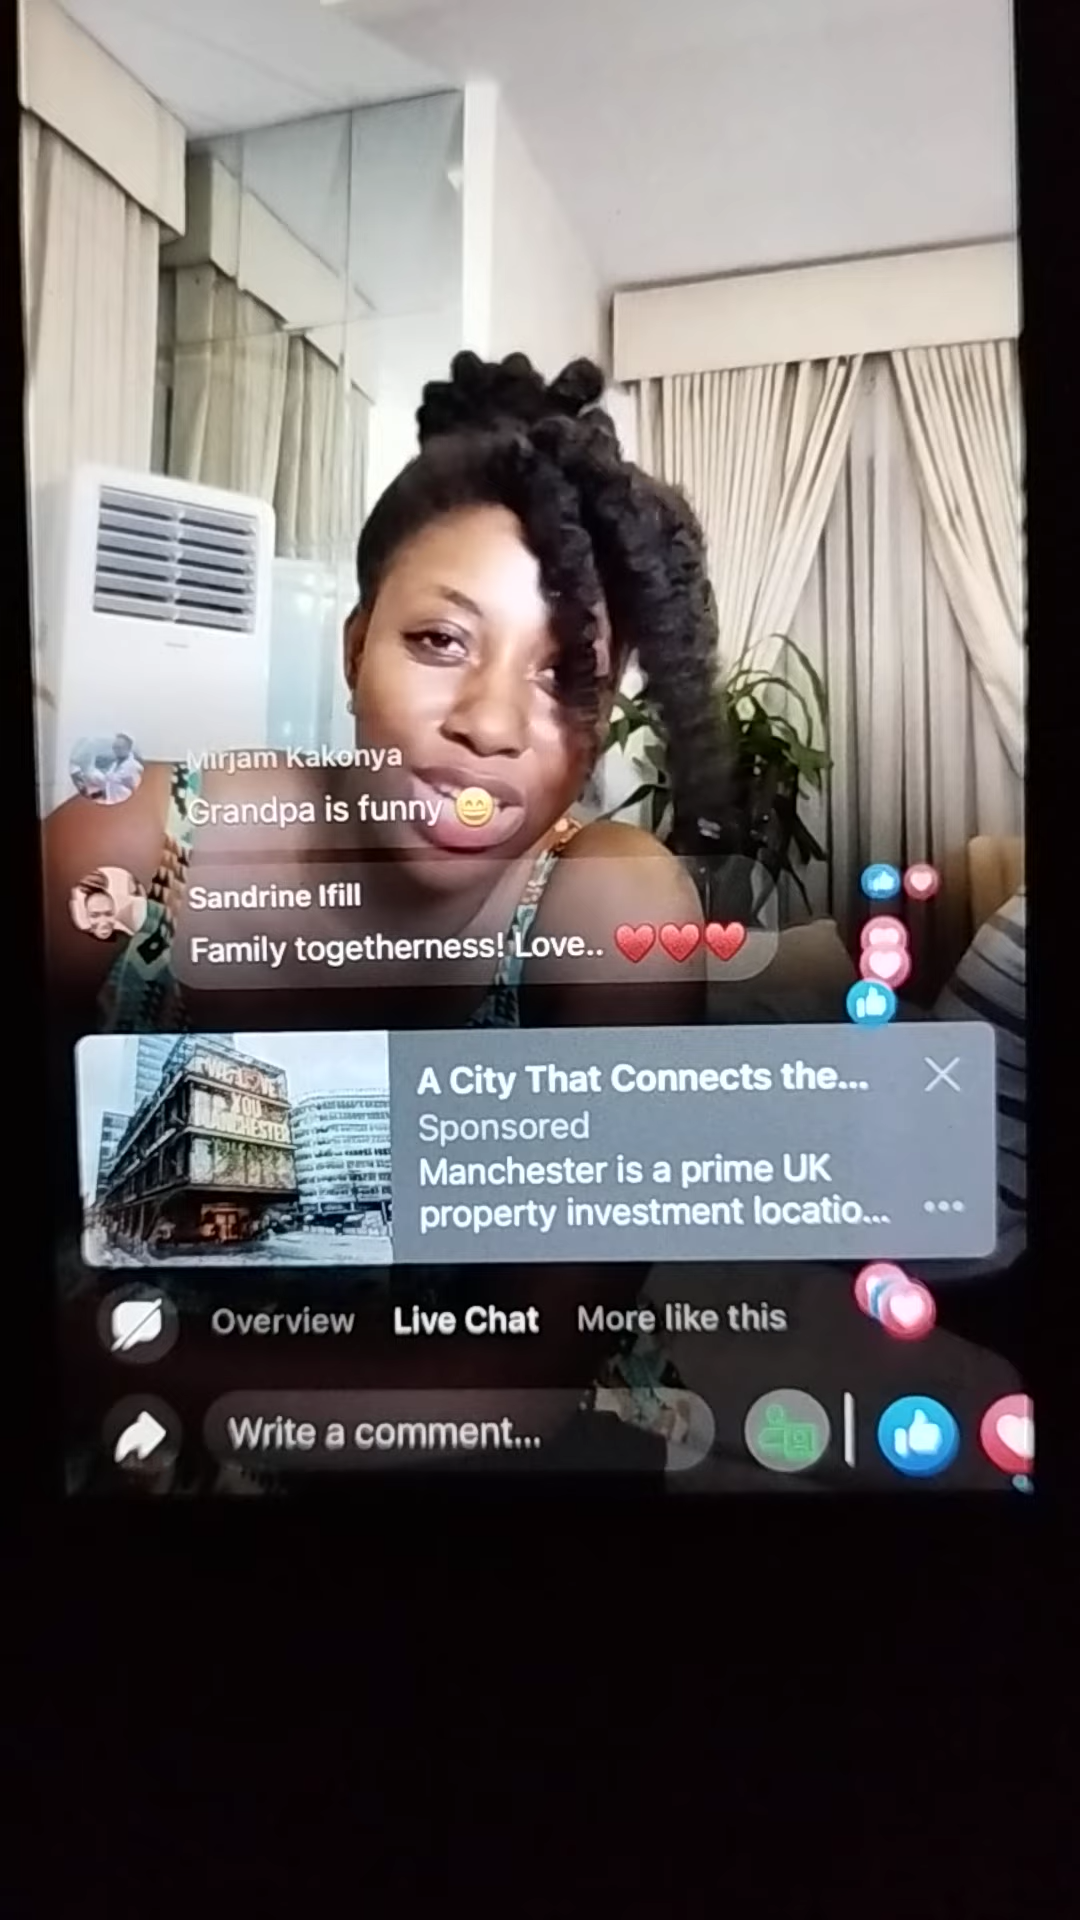 Mirjam Kakonya
Grandpa is funny 😄
Sandrine Ifill
Family togetherness! Love.. ♥️♥️♥️
WE LOVE
YOU
MANCHESTER
A City That Connects the...
Sponsored
Manchester is a prime UK
property investment locatio...
Overview Live Chat More like this
Write a comment...